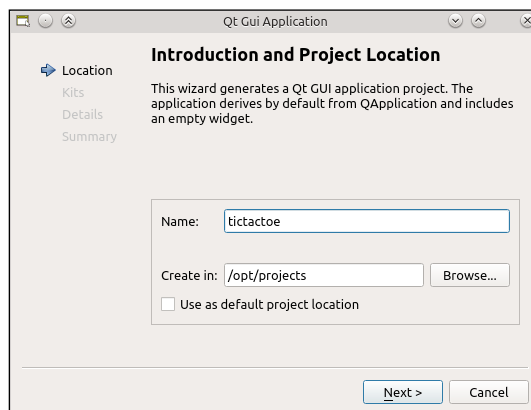 Qt Gui Application
Location
Kits
Details
Summary
Introduction and Project Location
This wizard generates a Qt GUI application project. The
application derives by default from QApplication and includes
an empty widget.
Name: tictactoe
Create in: /opt/projects Browse...
Use as default project location
Next > Cancel